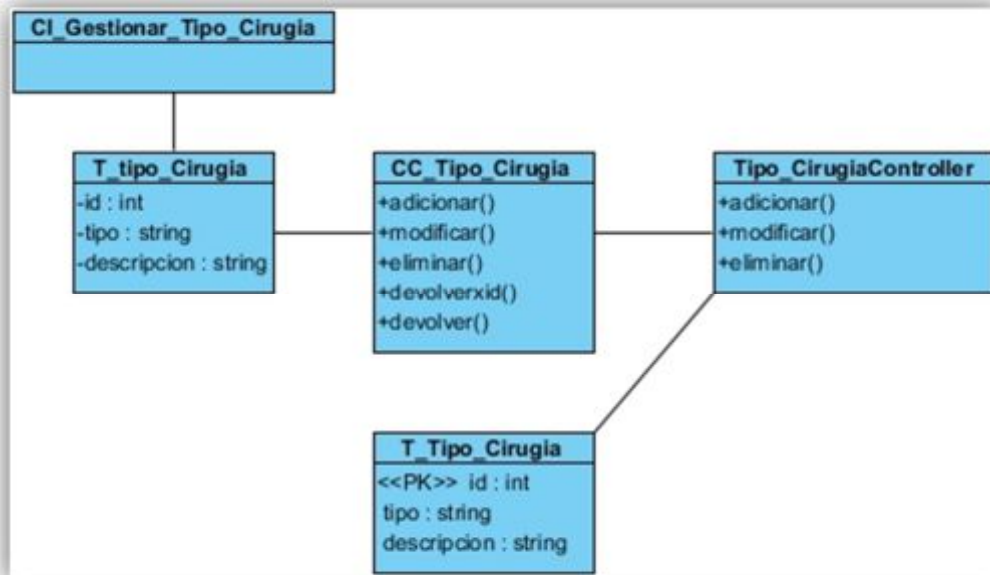 CI_Gestionar_Tipo_Cirugia
T_tipo_Cirugia
-id : int
-tipo : string
-descripcion : string
CC_Tipo_Cirugia
+adicionar()
+modificar()
+eliminar()
+devolverxid()
+devolver()
Tipo_CirugiaController
+adicionar()
+modificar()
+eliminar()
T_Tipo_Cirugia
<<PK>> id : int
tipo : string
descripcion : string